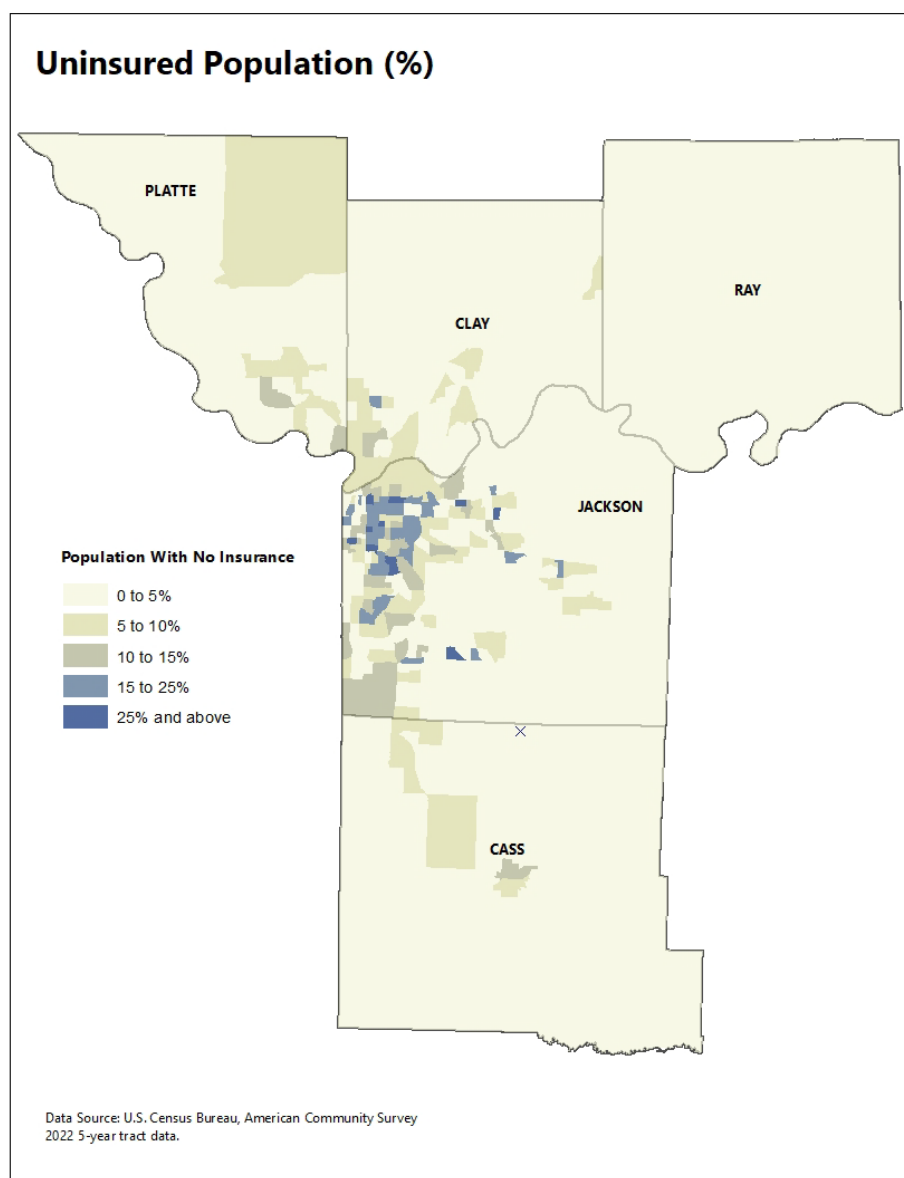 Uninsured Population (%)
PLATTE
RAY
CLAY
JACKSON
Population With No Insurance
0 to 5%
5 to 10%
10 to 15%
15 to 25%
25% and above
CASS
Data Source: U.S. Census Bureau, American Community Survey
2022 5-year tract data.